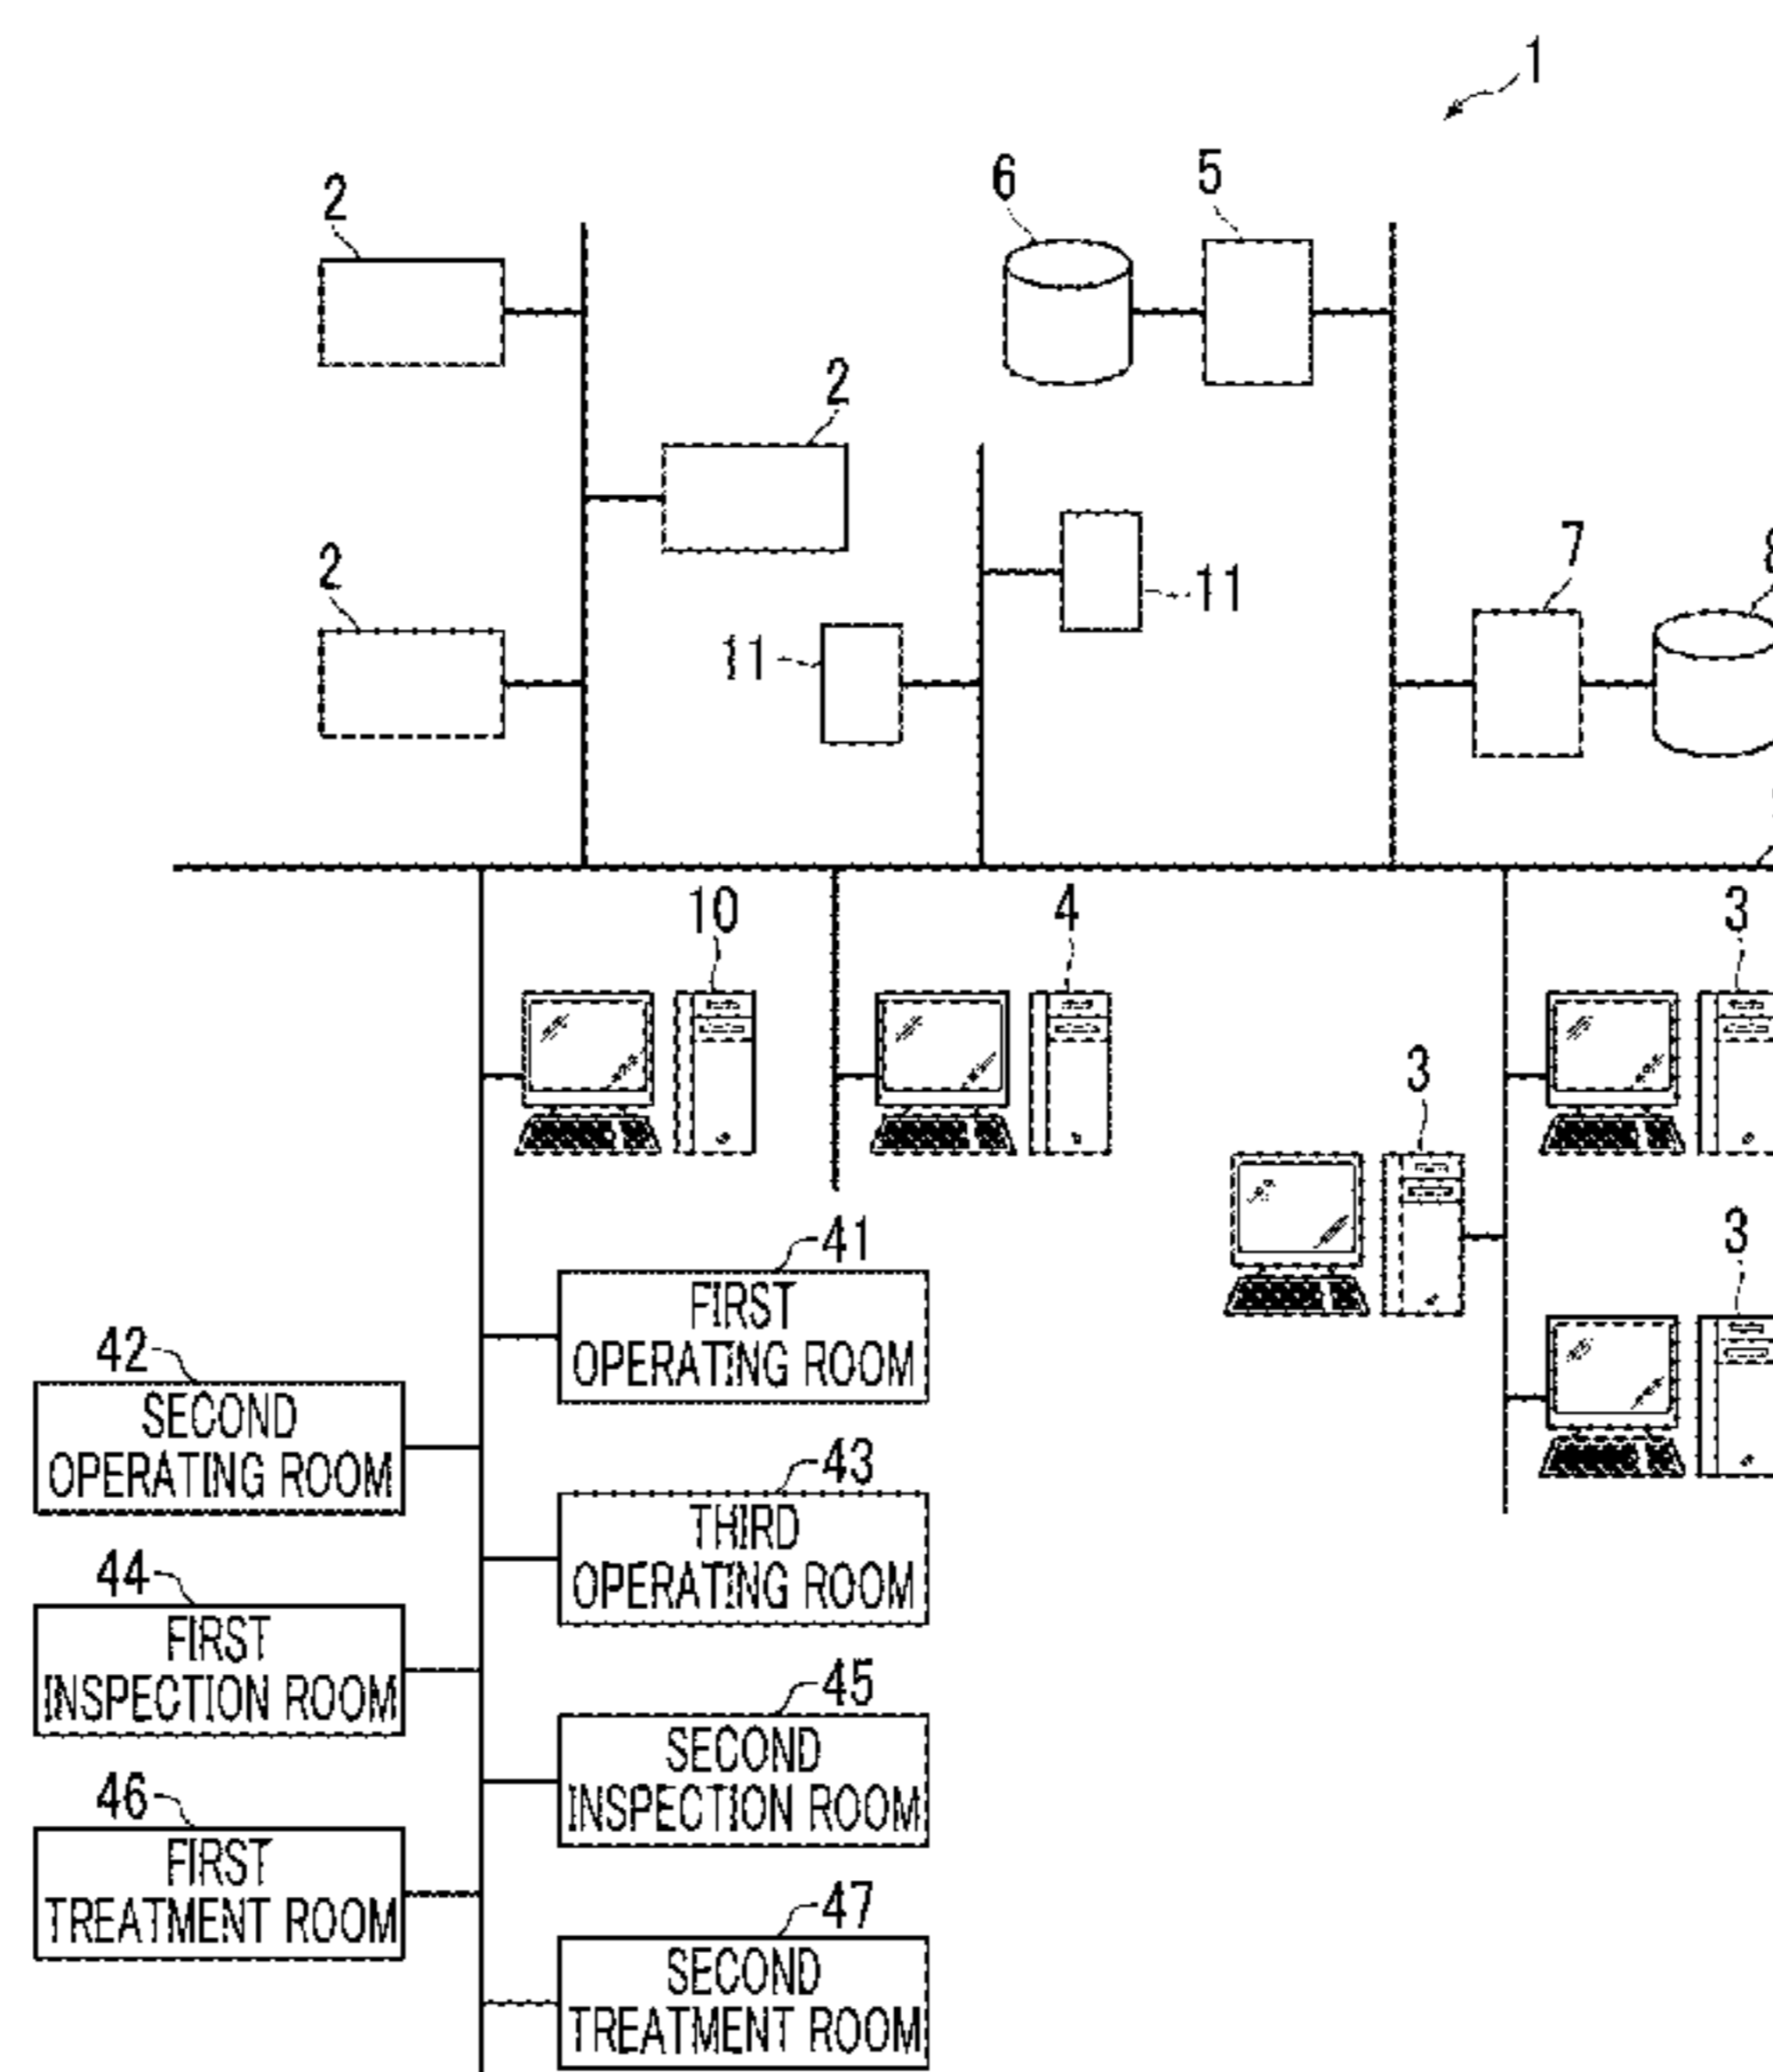 1
2
6
5
2
2
11
11
7
8
10
4
3
3
3
41
FIRST
OPERATING ROOM
42
SECOND
OPERATING ROOM
43
THIRD
OPERATING ROOM
44
FIRST
INSPECTION ROOM
45
SECOND
INSPECTION ROOM
46
FIRST
TREATMENT ROOM
47
SECOND
TREATMENT ROOM